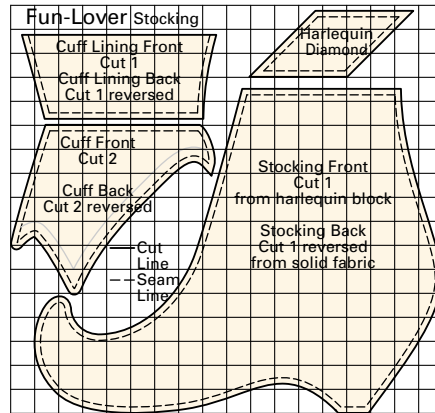 Fun-Lover Stocking
Cuff Lining Front
Cut 1
Cuff Lining Back
Cut 1 reversed
Harlequin
Diamond
Cuff Front
Cut 2
Cuff Back
Cut 2 reversed
Stocking Front
Cut 1
from harlequin block
Stocking Back
Cut 1 reversed
from solid fabric
Cut
Line
Seam
Line